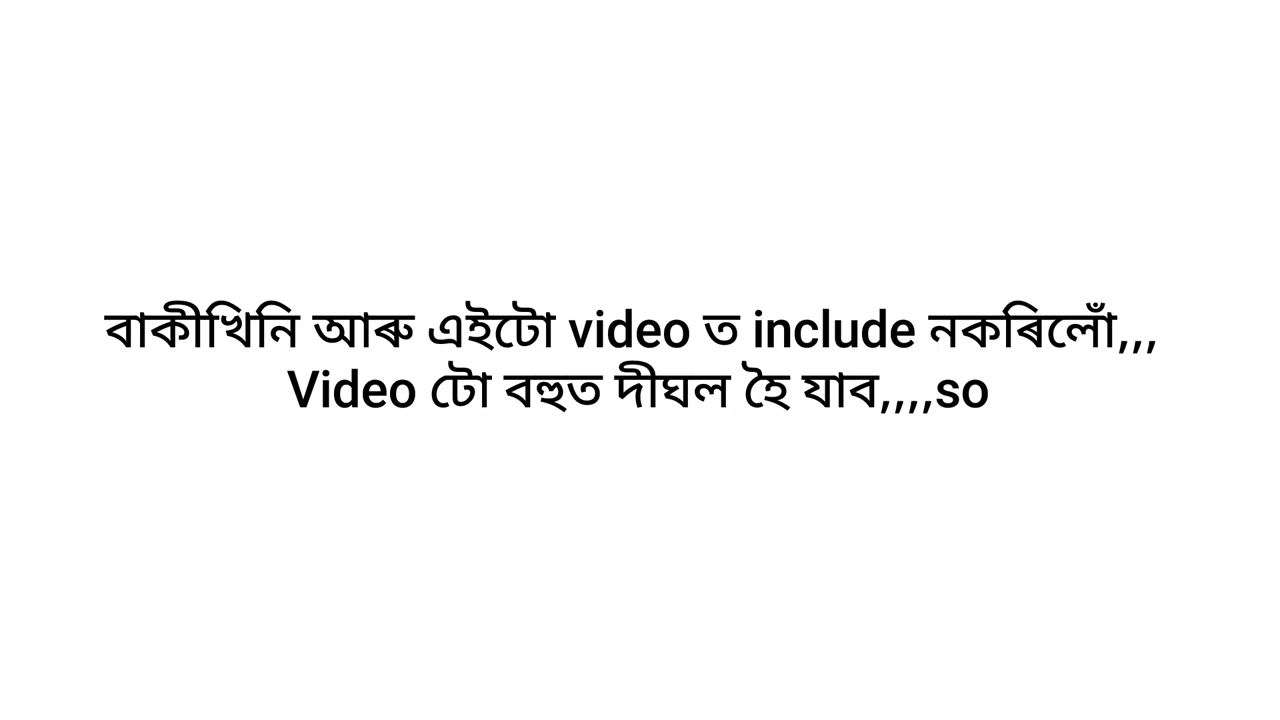 বাকীখিনি আৰু এইটো video ত include নকৰিলোঁ,,,
Video টো বহুত দীঘল হৈ যাব,,,,so